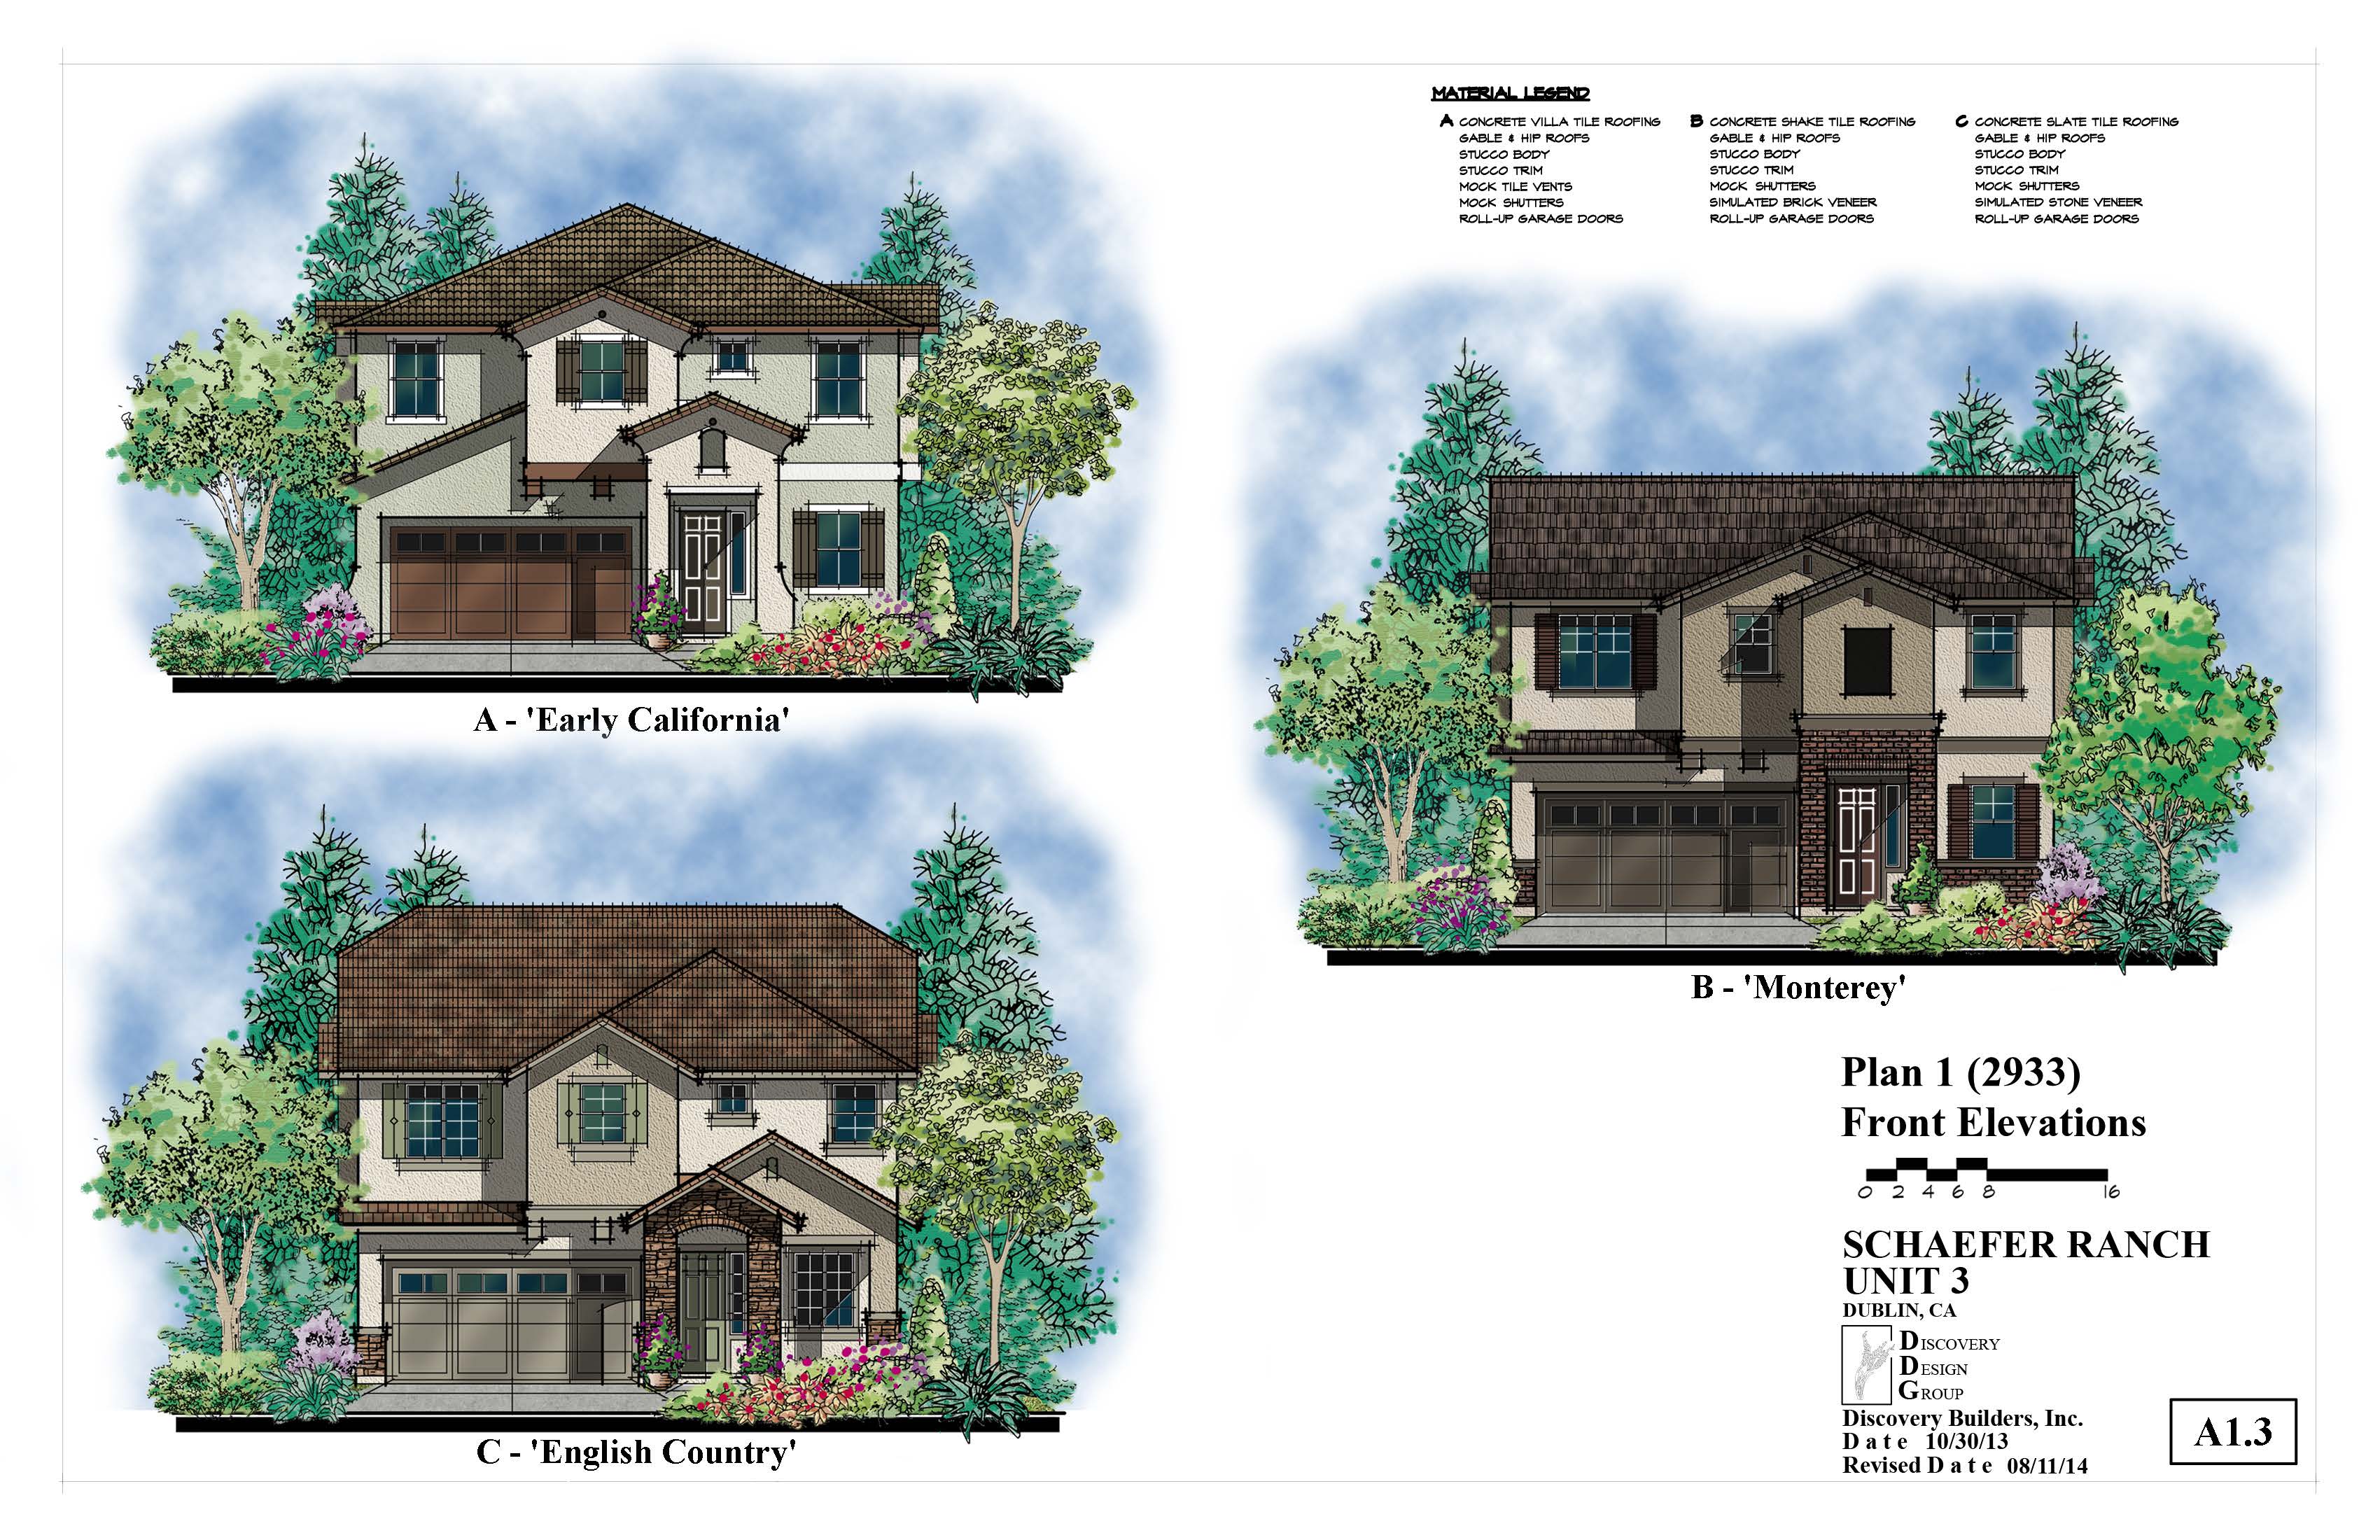 MATERIAL LEGEND
A CONCRETE VILLA TILE ROOFING
GABLE & HIP ROOFS
STUCCO BODY
STUCCO TRIM
MOCK TILE VENTS
MOCK SHUTTERS
ROLL-UP GARAGE DOORS
B CONCRETE SHAKE TILE ROOFING
GABLE & HIP ROOFS
STUCCO BODY
STUCCO TRIM
MOCK SHUTTERS
SIMULATED BRICK VENEER
ROLL-UP GARAGE DOORS
C CONCRETE SLATE TILE ROOFING
GABLE & HIP ROOFS
STUCCO BODY
STUCCO TRIM
MOCK SHUTTERS
SIMULATED STONE VENEER
ROLL-UP GARAGE DOORS
A - 'Early California'
B - 'Monterey'
C - 'English Country'
Plan 1 (2933)
Front Elevations
0 2 4 6 8 16
SCHAEFER RANCH
UNIT 3
DUBLIN, CA
DISCOVERY
DESIGN
GROUP
Discovery Builders, Inc.
Date 10/30/13
Revised Date 08/11/14
A1.3